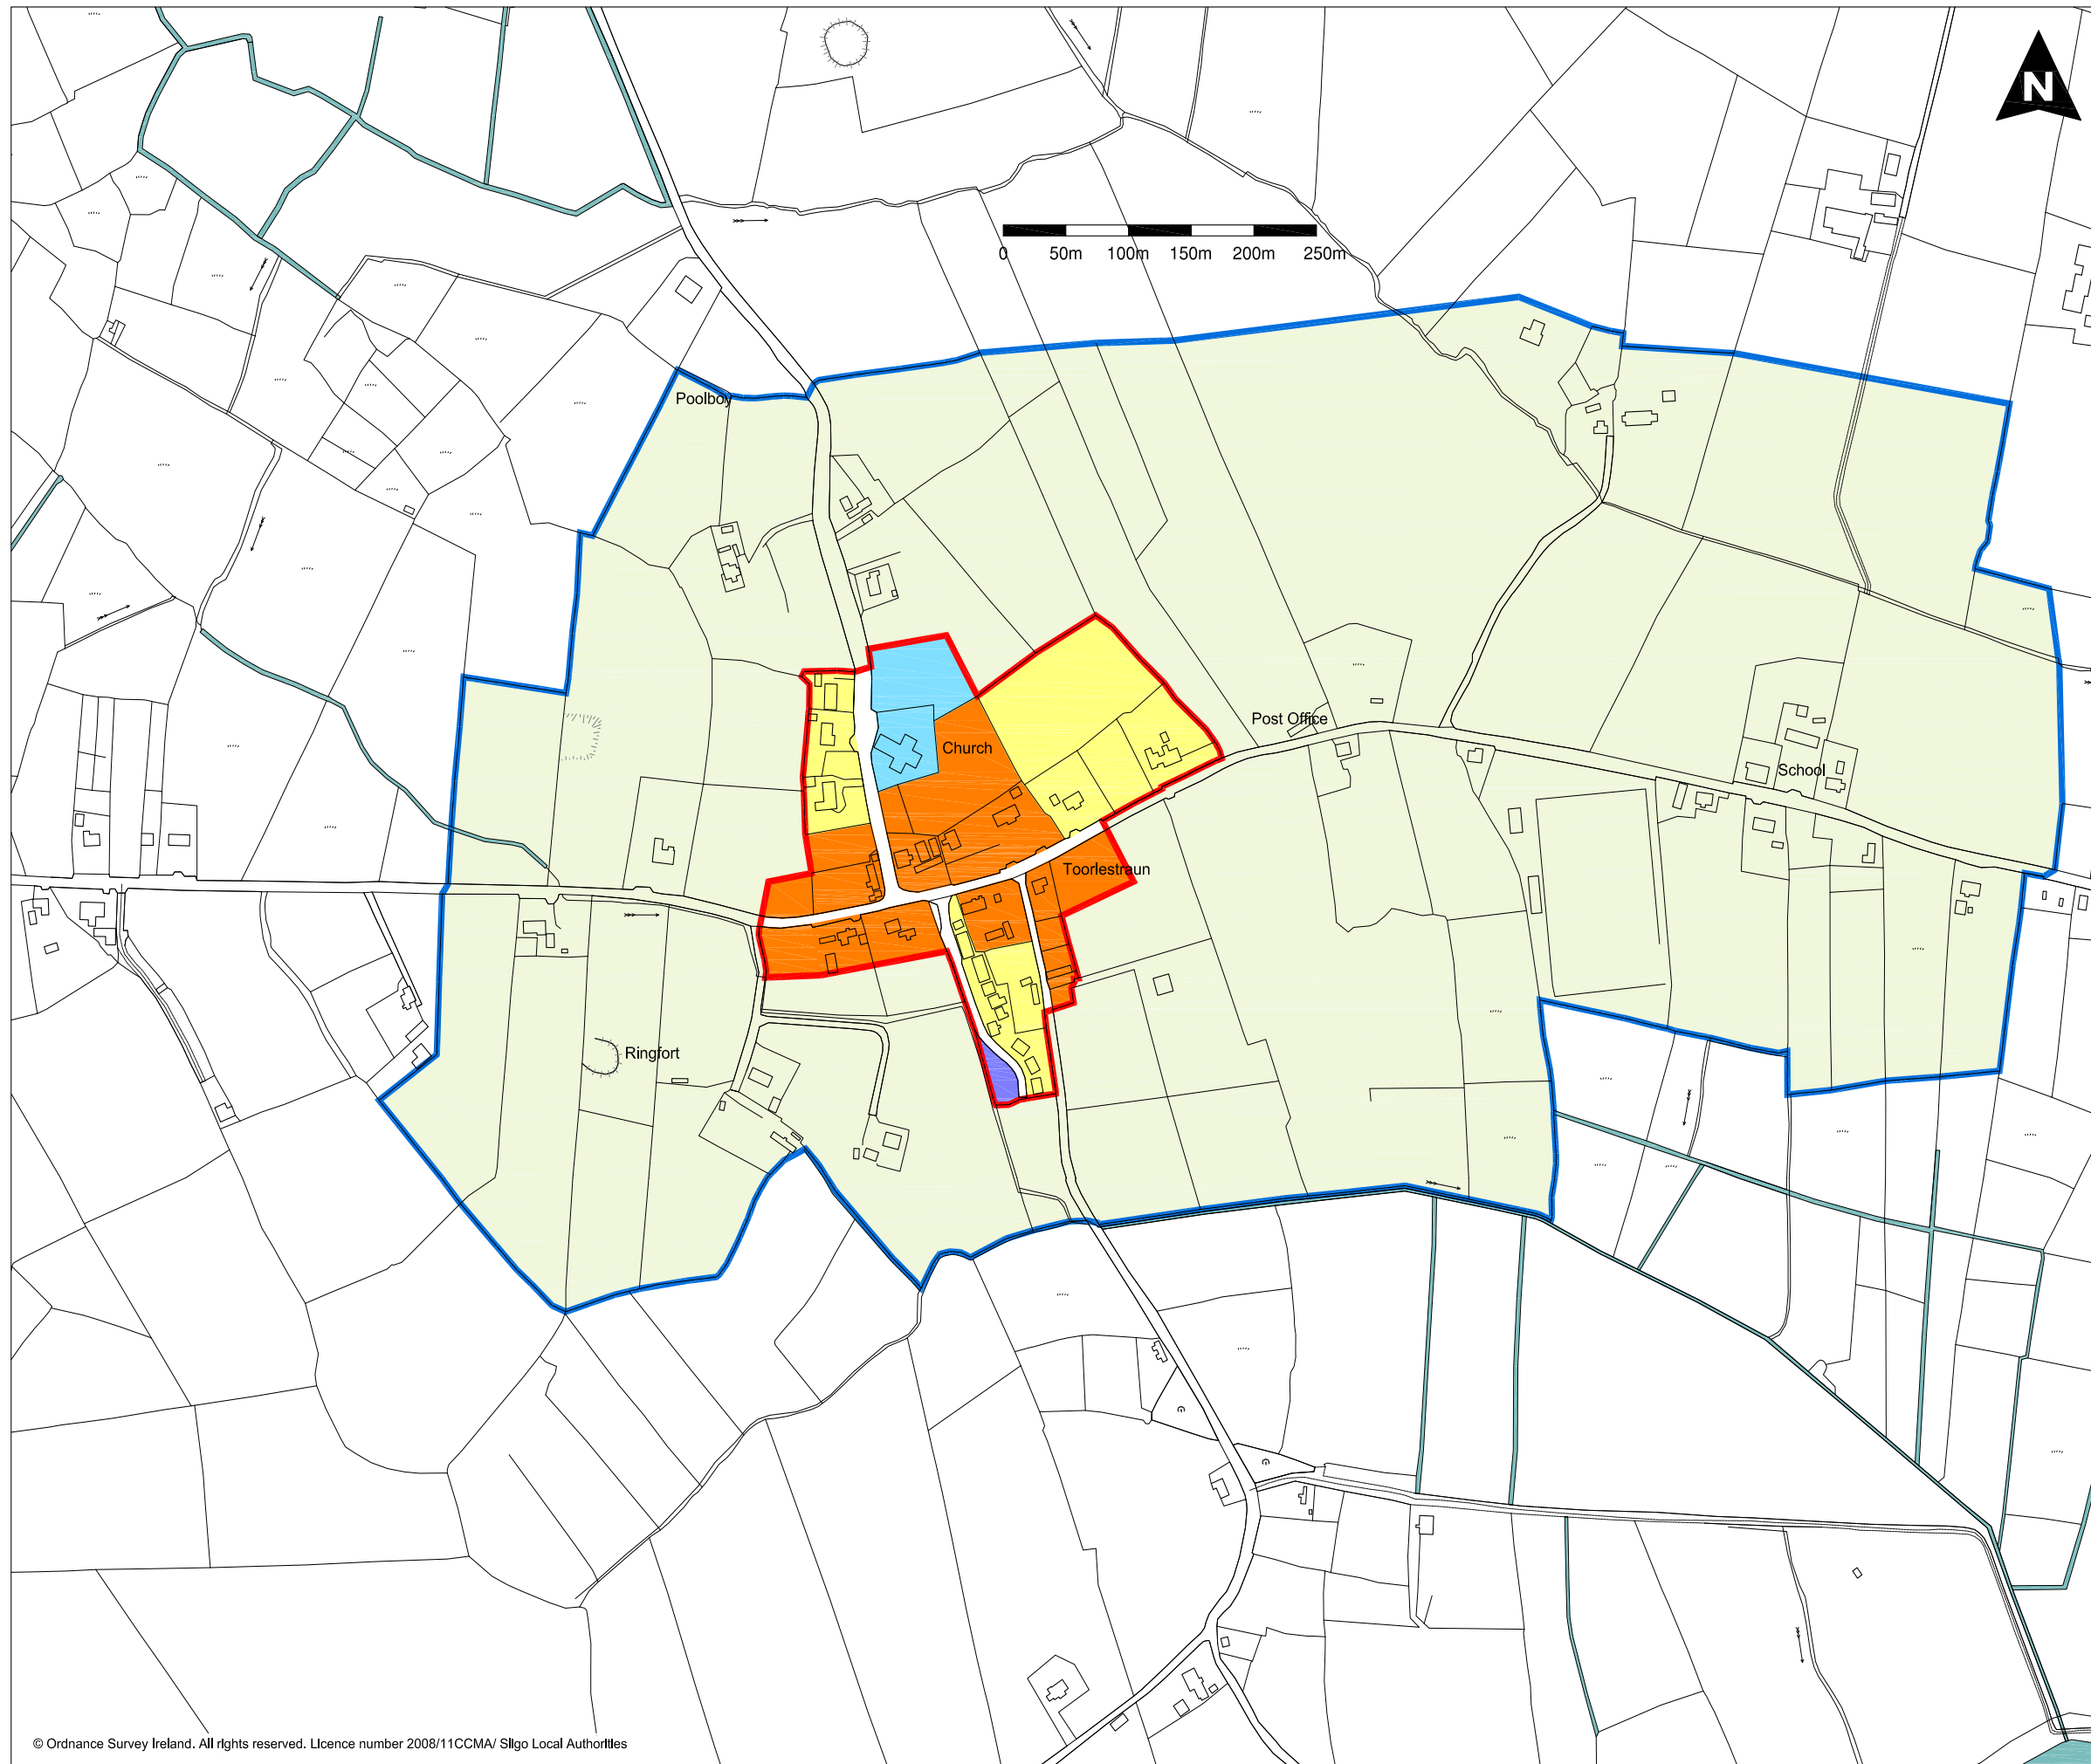 N
0 50m 100m 150m 200m 250m
Poolboy
Post Office
Church
School
Toorlestraun
Ringfort
© Ordnance Survey Ireland. All rights reserved. Licence number 2008/11CCMA/ Sligo Local Authorities